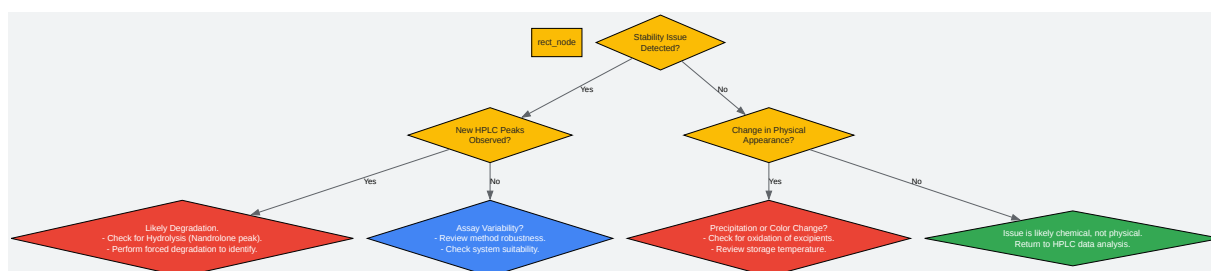 rect_node
Stability Issue
Detected?
Yes
No
New HPLC Peaks
Observed?
Change in Physical
Appearance?
Yes
No
Yes
No
Likely Degradation.
- Check for Hydrolysis (Nandrolone peak).
- Perform forced degradation to identify.
Assay Variability?
- Review method robustness.
- Check system suitability.
Precipitation or Color Change?
- Check for oxidation of excipients.
- Review storage temperature.
Issue is likely chemical, not physical.
Return to HPLC data analysis.